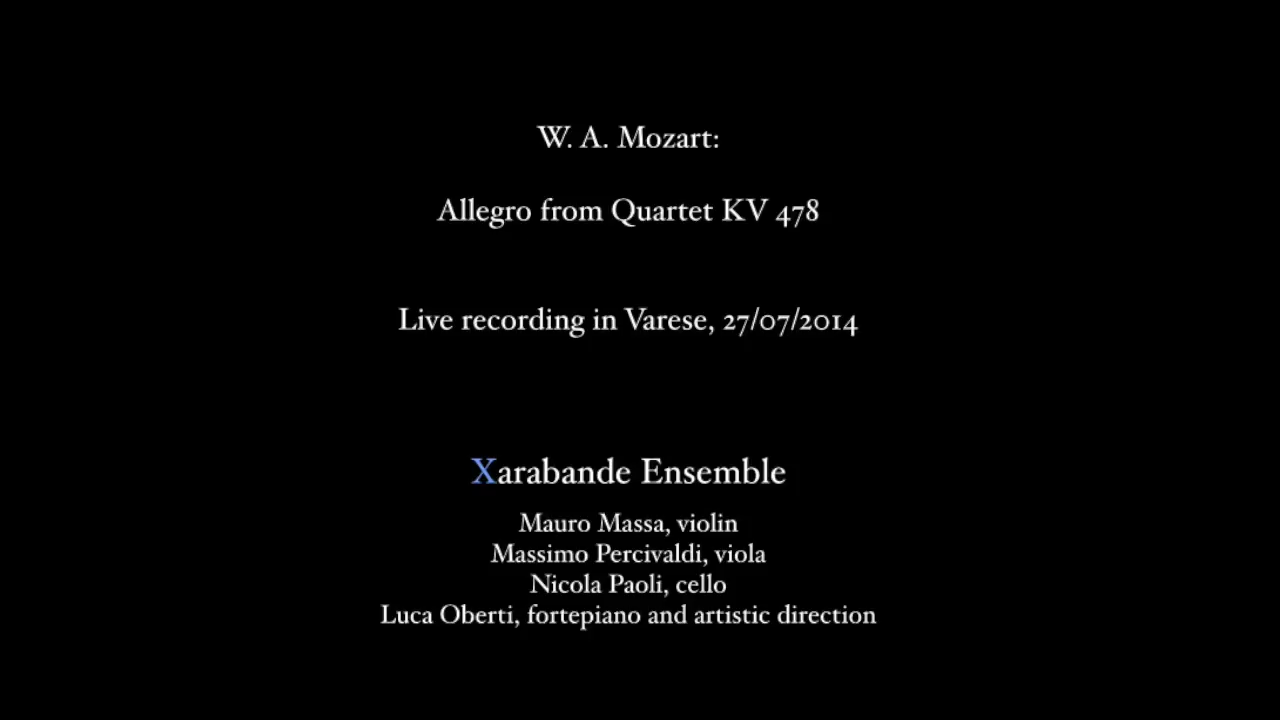 W. A. Mozart:
Allegro from Quartet KV 478
Live recording in Varese, 27/07/2014
Xarabande Ensemble
Mauro Massa, violin
Massimo Percivaldi, viola
Nicola Paoli, cello
Luca Oberti, fortepiano and artistic direction